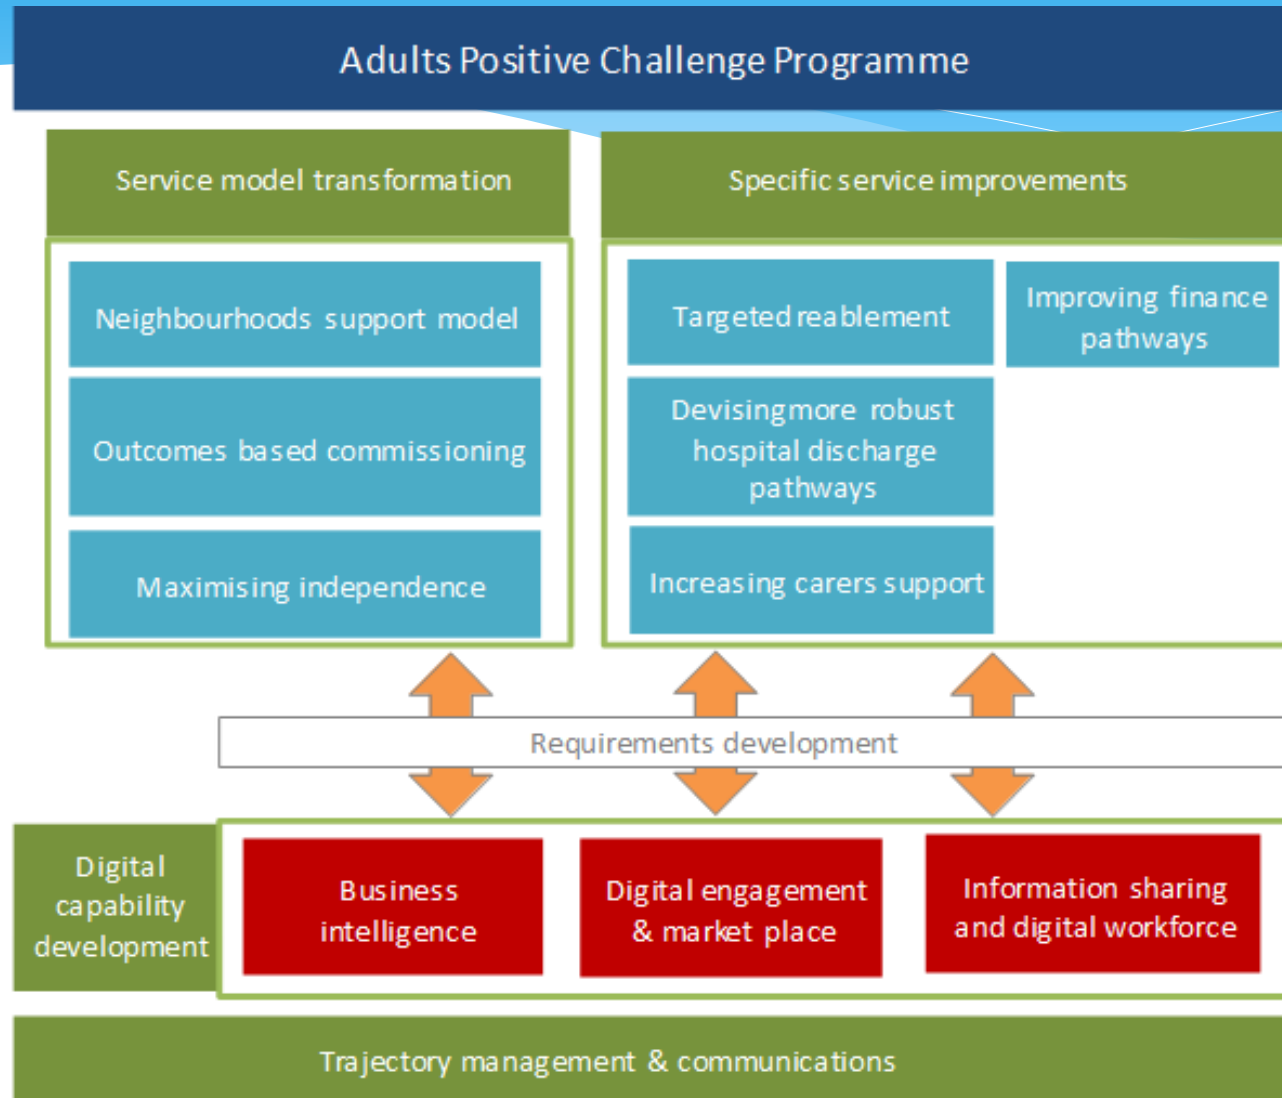 Adults Positive Challenge Programme
Service model transformation
Specific service improvements
Neighbourhoods support model
Outcomes based commissioning
Maximising independence
Targeted reablement
Devising more robust
hospital discharge
pathways
Increasing carers support
Improving finance
pathways
Requirements development
Digital
capability
development
Business
intelligence
Digital engagement
& market place
Information sharing
and digital workforce
Trajectory management & communications